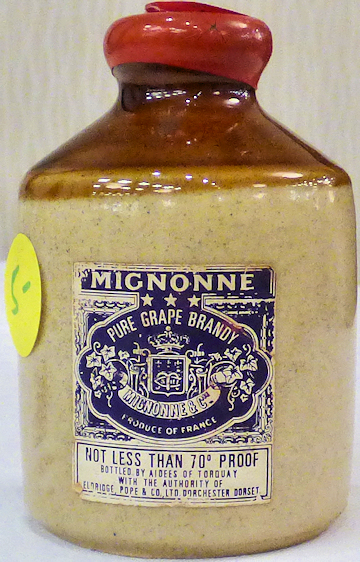 MIGNONNE
★ ★ ★
PURE GRAPE BRANDY
MIGNONNE & Cie
PRODUCE OF FRANCE
NOT LESS THAN 70° PROOF
BOTTLED BY AIDEES OF TORQUAY
WITH THE AUTHORITY OF
ELDRIDGE, POPE & CO., LTD. DORCHESTER DORSET.
5-